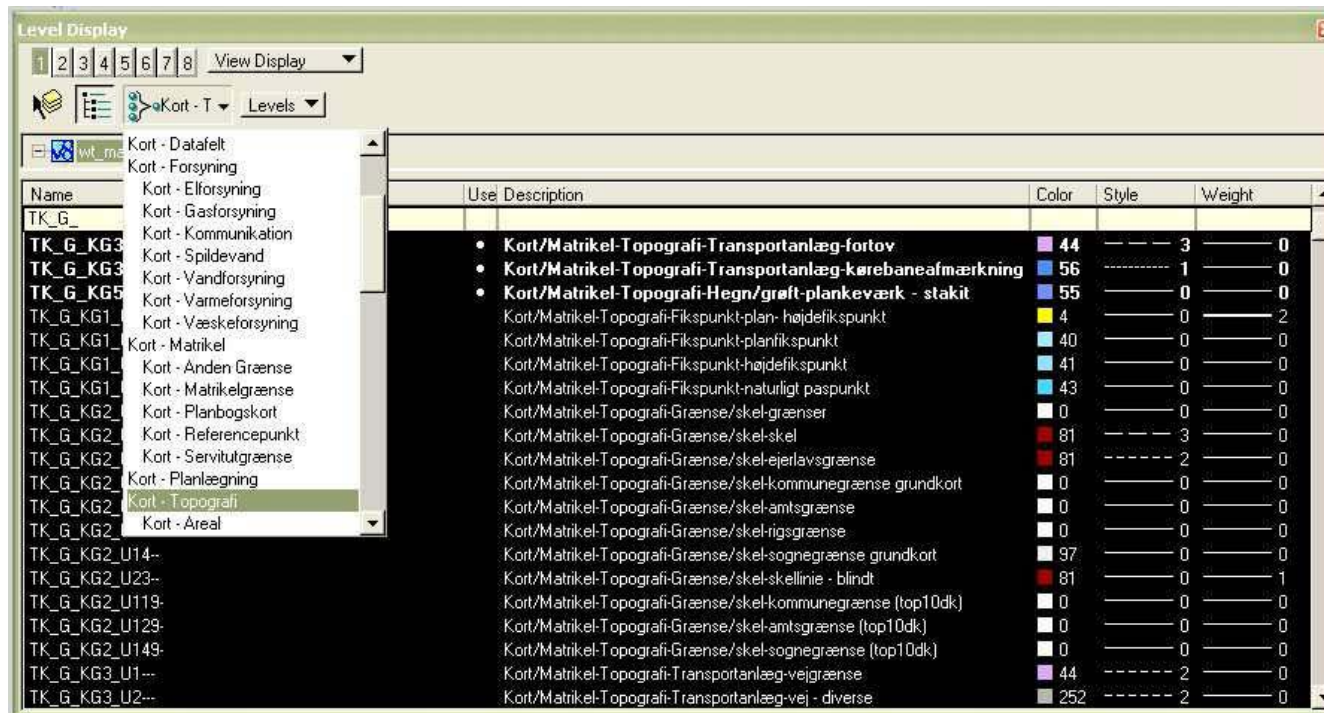 Level Display
1 2 3 4 5 6 7 8 View Display
Kort - T Levels
wt_ma
Kort - Datafelt
Kort - Forsyning
Kort - Elforsyning
Kort - Gasforsyning
Kort - Kommunikation
Kort - Spildevand
Kort - Vandforsyning
Kort - Varmeforsyning
Kort - Væskeforsyning
Kort - Matrikel
Kort - Anden Grænse
Kort - Matrikelgrænse
Kort - Planbogskort
Kort - Referencepunkt
Kort - Servitutgrænse
Kort - Planlægning
Kort - Topografi
Kort - Areal
Name Use Description Color Style Weight
TK_G_
TK_G_KG3 Kort/Matrikel-Topografi-Transportanlæg-fortov 44 3 0
TK_G_KG3 Kort/Matrikel-Topografi-Transportanlæg-kørebaneafmærkning 56 1 0
TK_G_KG5 Kort/Matrikel-Topografi-Hegn/grøft-plankeværk - stakit 55 0 0
TK_G_KG1_ Kort/Matrikel-Topografi-Fikspunkt-plan- højdefikspunkt 4 0 2
TK_G_KG1_ Kort/Matrikel-Topografi-Fikspunkt-planfikspunkt 40 0 0
TK_G_KG1_ Kort/Matrikel-Topografi-Fikspunkt-højdefikspunkt 41 0 0
TK_G_KG1_ Kort/Matrikel-Topografi-Fikspunkt-naturligt paspunkt 43 0 0
TK_G_KG2_ Kort/Matrikel-Topografi-Grænse/skel-grænser 0 0 0
TK_G_KG2_ Kort/Matrikel-Topografi-Grænse/skel-skel 81 3 0
TK_G_KG2_ Kort/Matrikel-Topografi-Grænse/skel-ejerlavsgrænse 81 2 0
TK_G_KG2_ Kort/Matrikel-Topografi-Grænse/skel-kommunegrænse grundkort 0 0 0
TK_G_KG2_ Kort/Matrikel-Topografi-Grænse/skel-amtsgrænse 0 0 0
TK_G_KG2_ Kort/Matrikel-Topografi-Grænse/skel-rigsgrænse 0 0 0
TK_G_KG2_U14-- Kort/Matrikel-Topografi-Grænse/skel-sognegrænse grundkort 97 0 0
TK_G_KG2_U23-- Kort/Matrikel-Topografi-Grænse/skel-skellinie - blindt 81 0 1
TK_G_KG2_U119- Kort/Matrikel-Topografi-Grænse/skel-kommunegrænse (top10dk) 0 0 0
TK_G_KG2_U129- Kort/Matrikel-Topografi-Grænse/skel-amtsgrænse (top10dk) 0 0 0
TK_G_KG2_U149- Kort/Matrikel-Topografi-Grænse/skel-sognegrænse (top10dk) 0 0 0
TK_G_KG3_U1--- Kort/Matrikel-Topografi-Transportanlæg-vejgrænse 44 2 0
TK_G_KG3_U2--- Kort/Matrikel-Topografi-Transportanlæg-vej - diverse 252 2 0